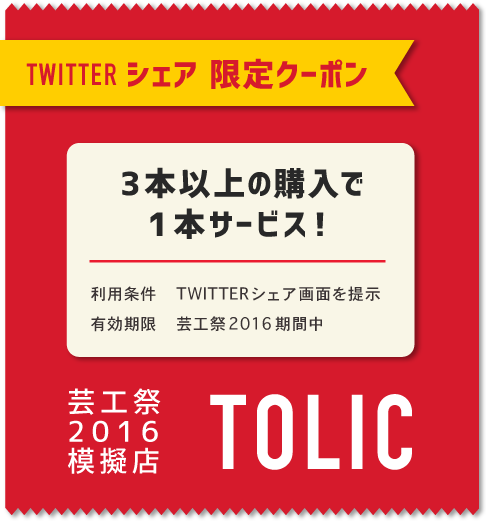 TWITTER シェア 限定クーポン
3本以上の購入で
1本サービス!
利用条件 TWITTERシェア画面を提示
有効期限 芸工祭2016期間中
芸工祭
2016
模擬店
TOLIC